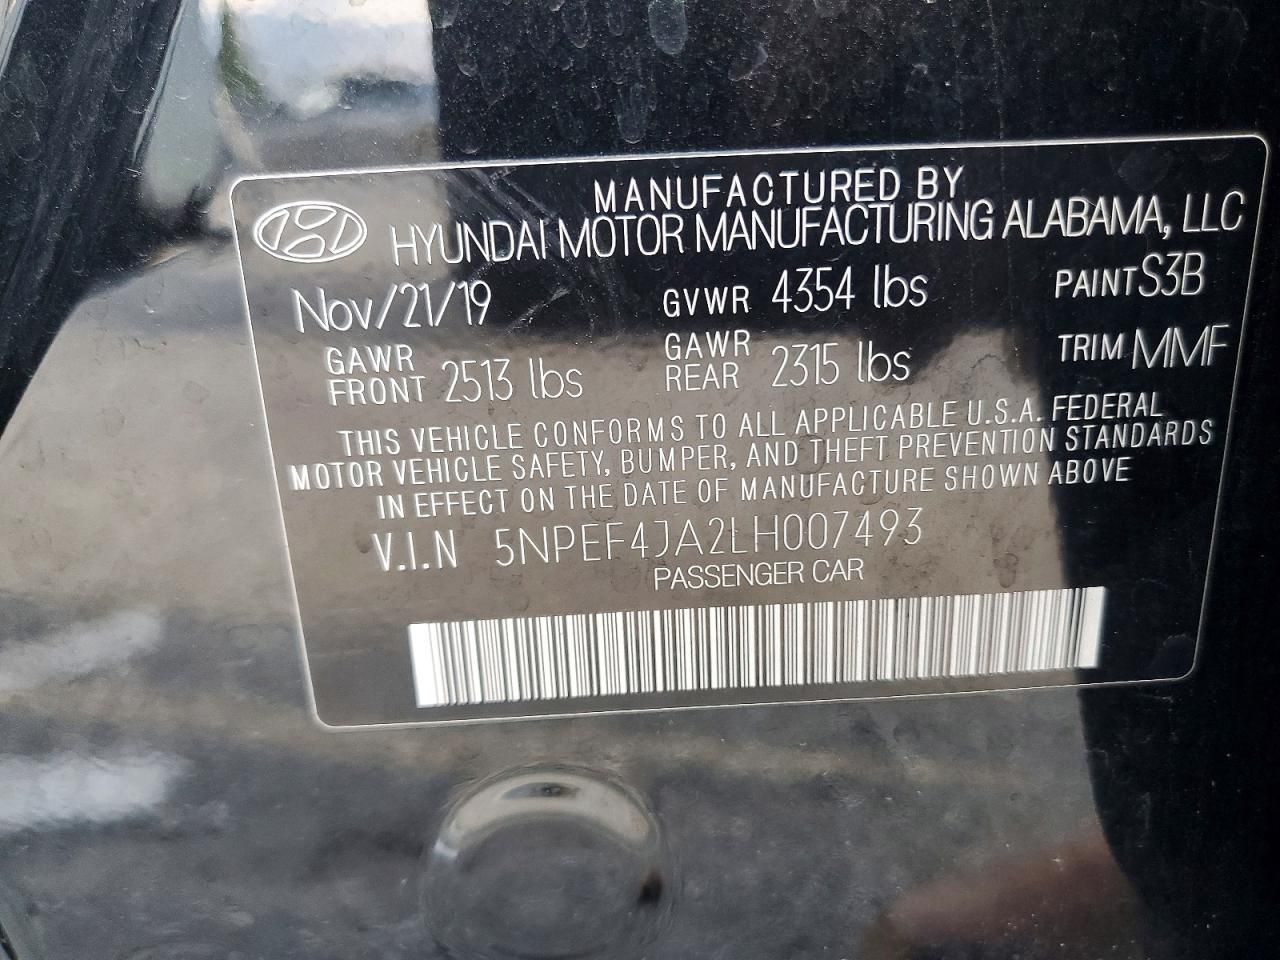 MANUFACTURED BY
HYUNDAI MOTOR MANUFACTURING ALABAMA, LLC
Nov/21/19 GVWR 4354 lbs PAINT S3B
GAWR FRONT 2513 lbs GAWR REAR 2315 lbs TRIM MMF
THIS VEHICLE CONFORMS TO ALL APPLICABLE U.S.A. FEDERAL
MOTOR VEHICLE SAFETY, BUMPER, AND THEFT PREVENTION STANDARDS
IN EFFECT ON THE DATE OF MANUFACTURE SHOWN ABOVE
V.I.N 5NPEF4JA2LH007493
PASSENGER CAR